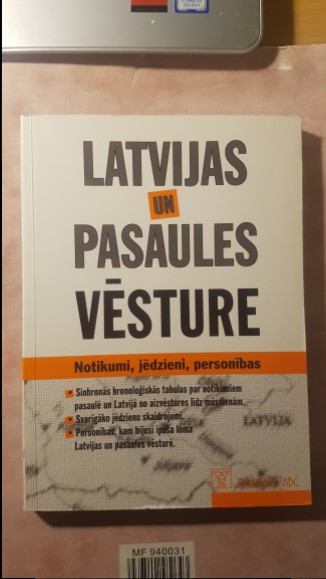 LATVIJAS
UN
PASAULES
VĒSTURE
Notikumi, jēdzieni, personības
Sinhronās hronoloģiskās tabulas par notikumiem
pasaulē un Latvijā no aizvēstures līdz mūsdienām.
Svarīgāko jēdzienu skaidrojumi.
Personības, kam bijusi īpaša loma
Latvijas un pasaules vēsturē.
LATVIJA
ABC
MF 940031